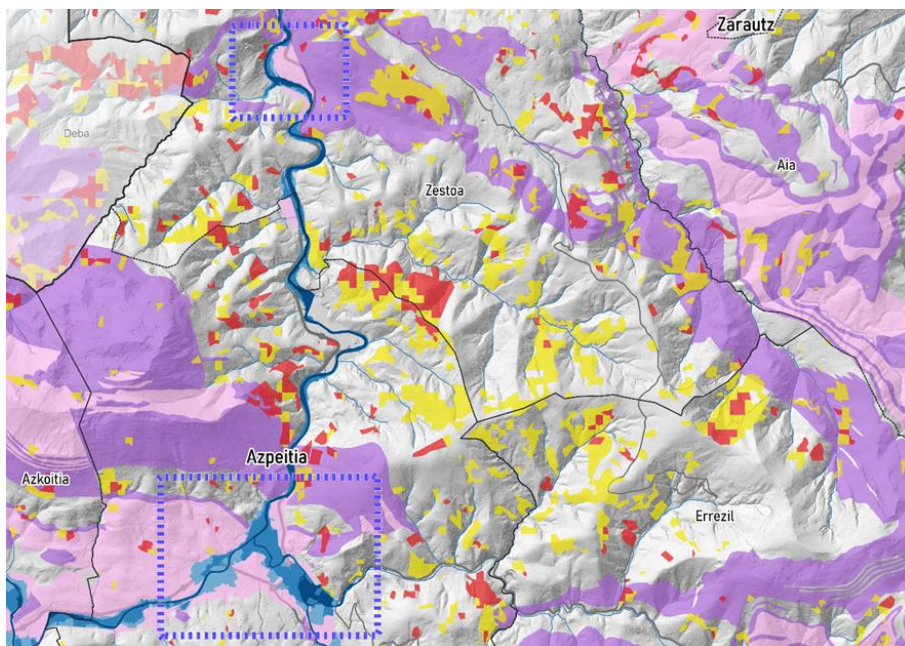 Zarautz
Deba
Aia
Zestoa
Azpeitia
Azkoitia
Errezil